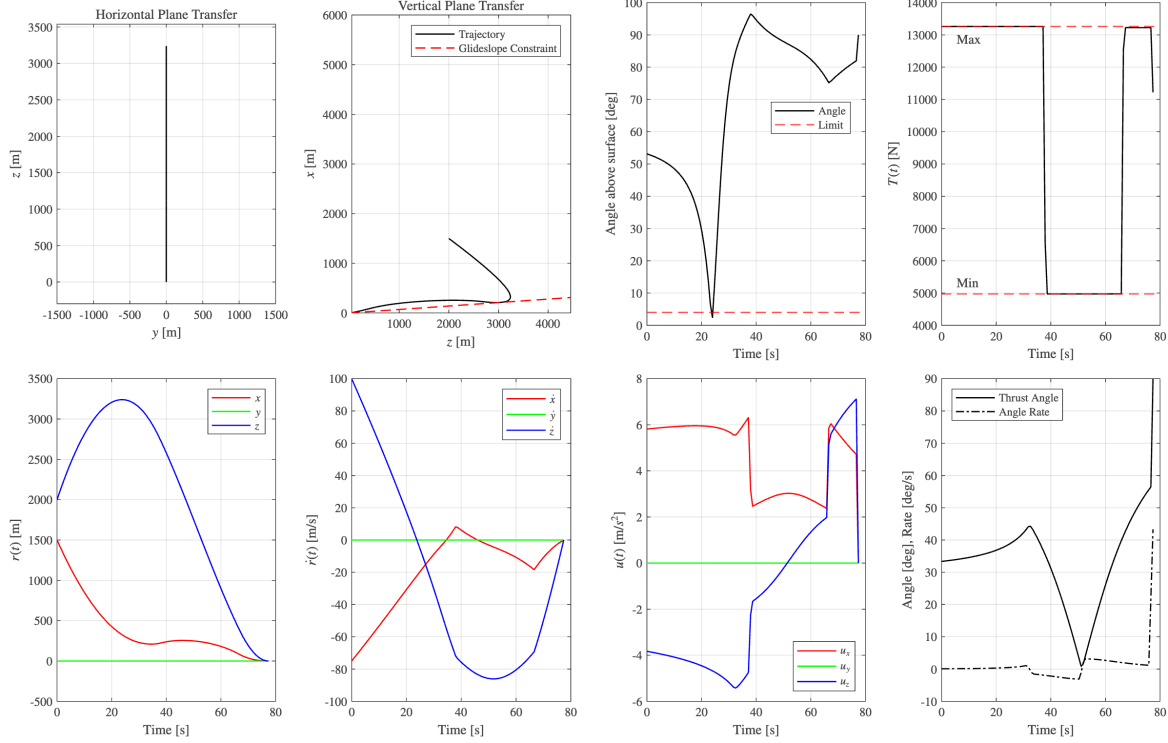 Horizontal Plane Transfer
3500
3000
2500
2000
1500
1000
500
0
z [m]
-1500 -1000 -500 0 500 1000 1500
y [m]
Vertical Plane Transfer
6000
5000
4000
3000
2000
1000
0
x [m]
Trajectory
Glideslope Constraint
1000 2000 3000 4000
z [m]
100
90
80
70
60
50
40
30
20
10
0
Angle above surface [deg]
Angle
Limit
0 20 40 60 80
Time [s]
14000
13000
12000
11000
10000
9000
8000
7000
6000
5000
4000
T(t) [N]
Max
Min
0 20 40 60 80
Time [s]
3500
3000
2500
2000
1500
1000
500
0
-500
r(t) [m]
x
y
z
0 20 40 60 80
Time [s]
100
80
60
40
20
0
-20
-40
-60
-80
-100
ṙ(t) [m/s]
ẋ
ẏ
ż
0 20 40 60 80
Time [s]
8
6
4
2
0
-2
-4
-6
u(t) [m/s²]
uₓ
u_y
u_z
0 20 40 60 80
Time [s]
90
80
70
60
50
40
30
20
10
0
-10
Angle [deg], Rate [deg/s]
Thrust Angle
Angle Rate
0 20 40 60 80
Time [s]